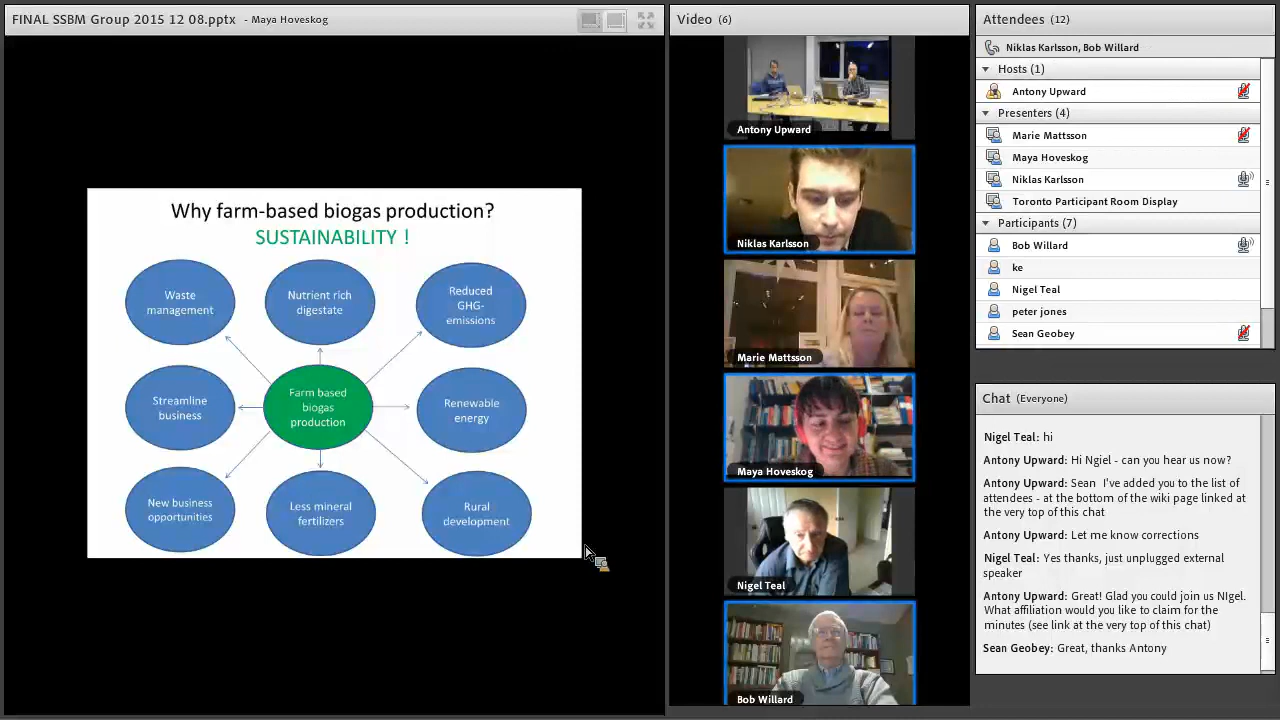 FINAL SSBM Group 2015 12 08.pptx - Maya Hoveskog
Why farm-based biogas production?
SUSTAINABILITY !
Waste
management
Nutrient rich
digestate
Reduced
GHG-
emissions
Streamline
business
Farm based
biogas
production
Renewable
energy
New business
opportunities
Less mineral
fertilizers
Rural
development
Video (6)
Antony Upward
Niklas Karlsson
Marie Mattsson
Maya Hoveskog
Nigel Teal
Bob Willard
Attendees (12)
Niklas Karlsson, Bob Willard
Hosts (1)
Antony Upward
Presenters (4)
Marie Mattsson
Maya Hoveskog
Niklas Karlsson
Toronto Participant Room Display
Participants (7)
Bob Willard
ke
Nigel Teal
peter jones
Sean Geobey
Chat (Everyone)
Nigel Teal: hi
Antony Upward: Hi Ngiel - can you hear us now?
Antony Upward: Sean I've added you to the list of
attendees - at the bottom of the wiki page linked at
the very top of this chat
Antony Upward: Let me know corrections
Nigel Teal: Yes thanks, just unplugged external
speaker
Antony Upward: Great! Glad you could join us NIgel.
What affiliation would you like to claim for the
minutes (see link at the very top of this chat)
Sean Geobey: Great, thanks Antony